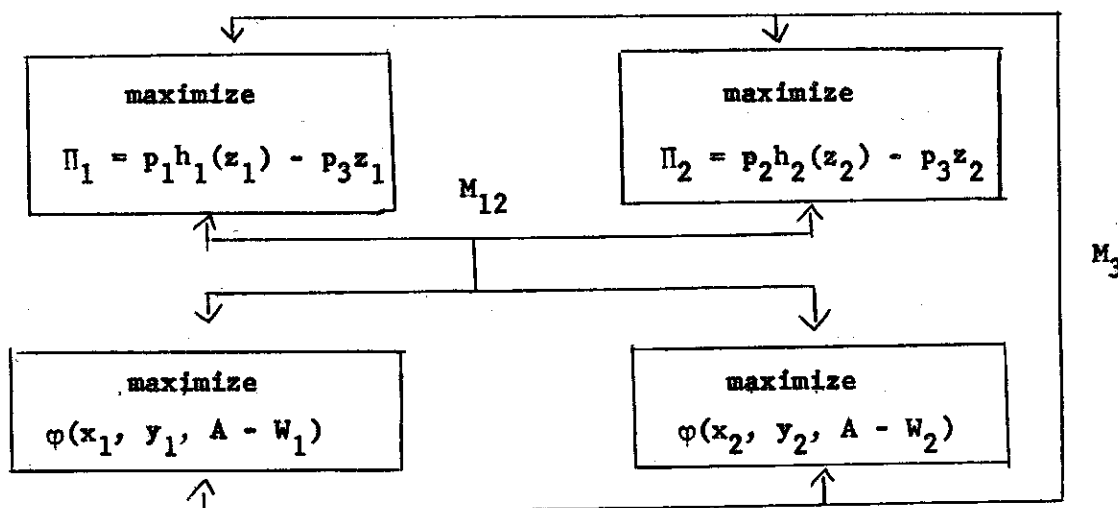 maximize
Π₁ = p₁h₁(z₁) - p₃z₁
maximize
Π₂ = p₂h₂(z₂) - p₃z₂
M₁₂
M₃
maximize
φ(x₁, y₁, A - W₁)
maximize
φ(x₂, y₂, A - W₂)